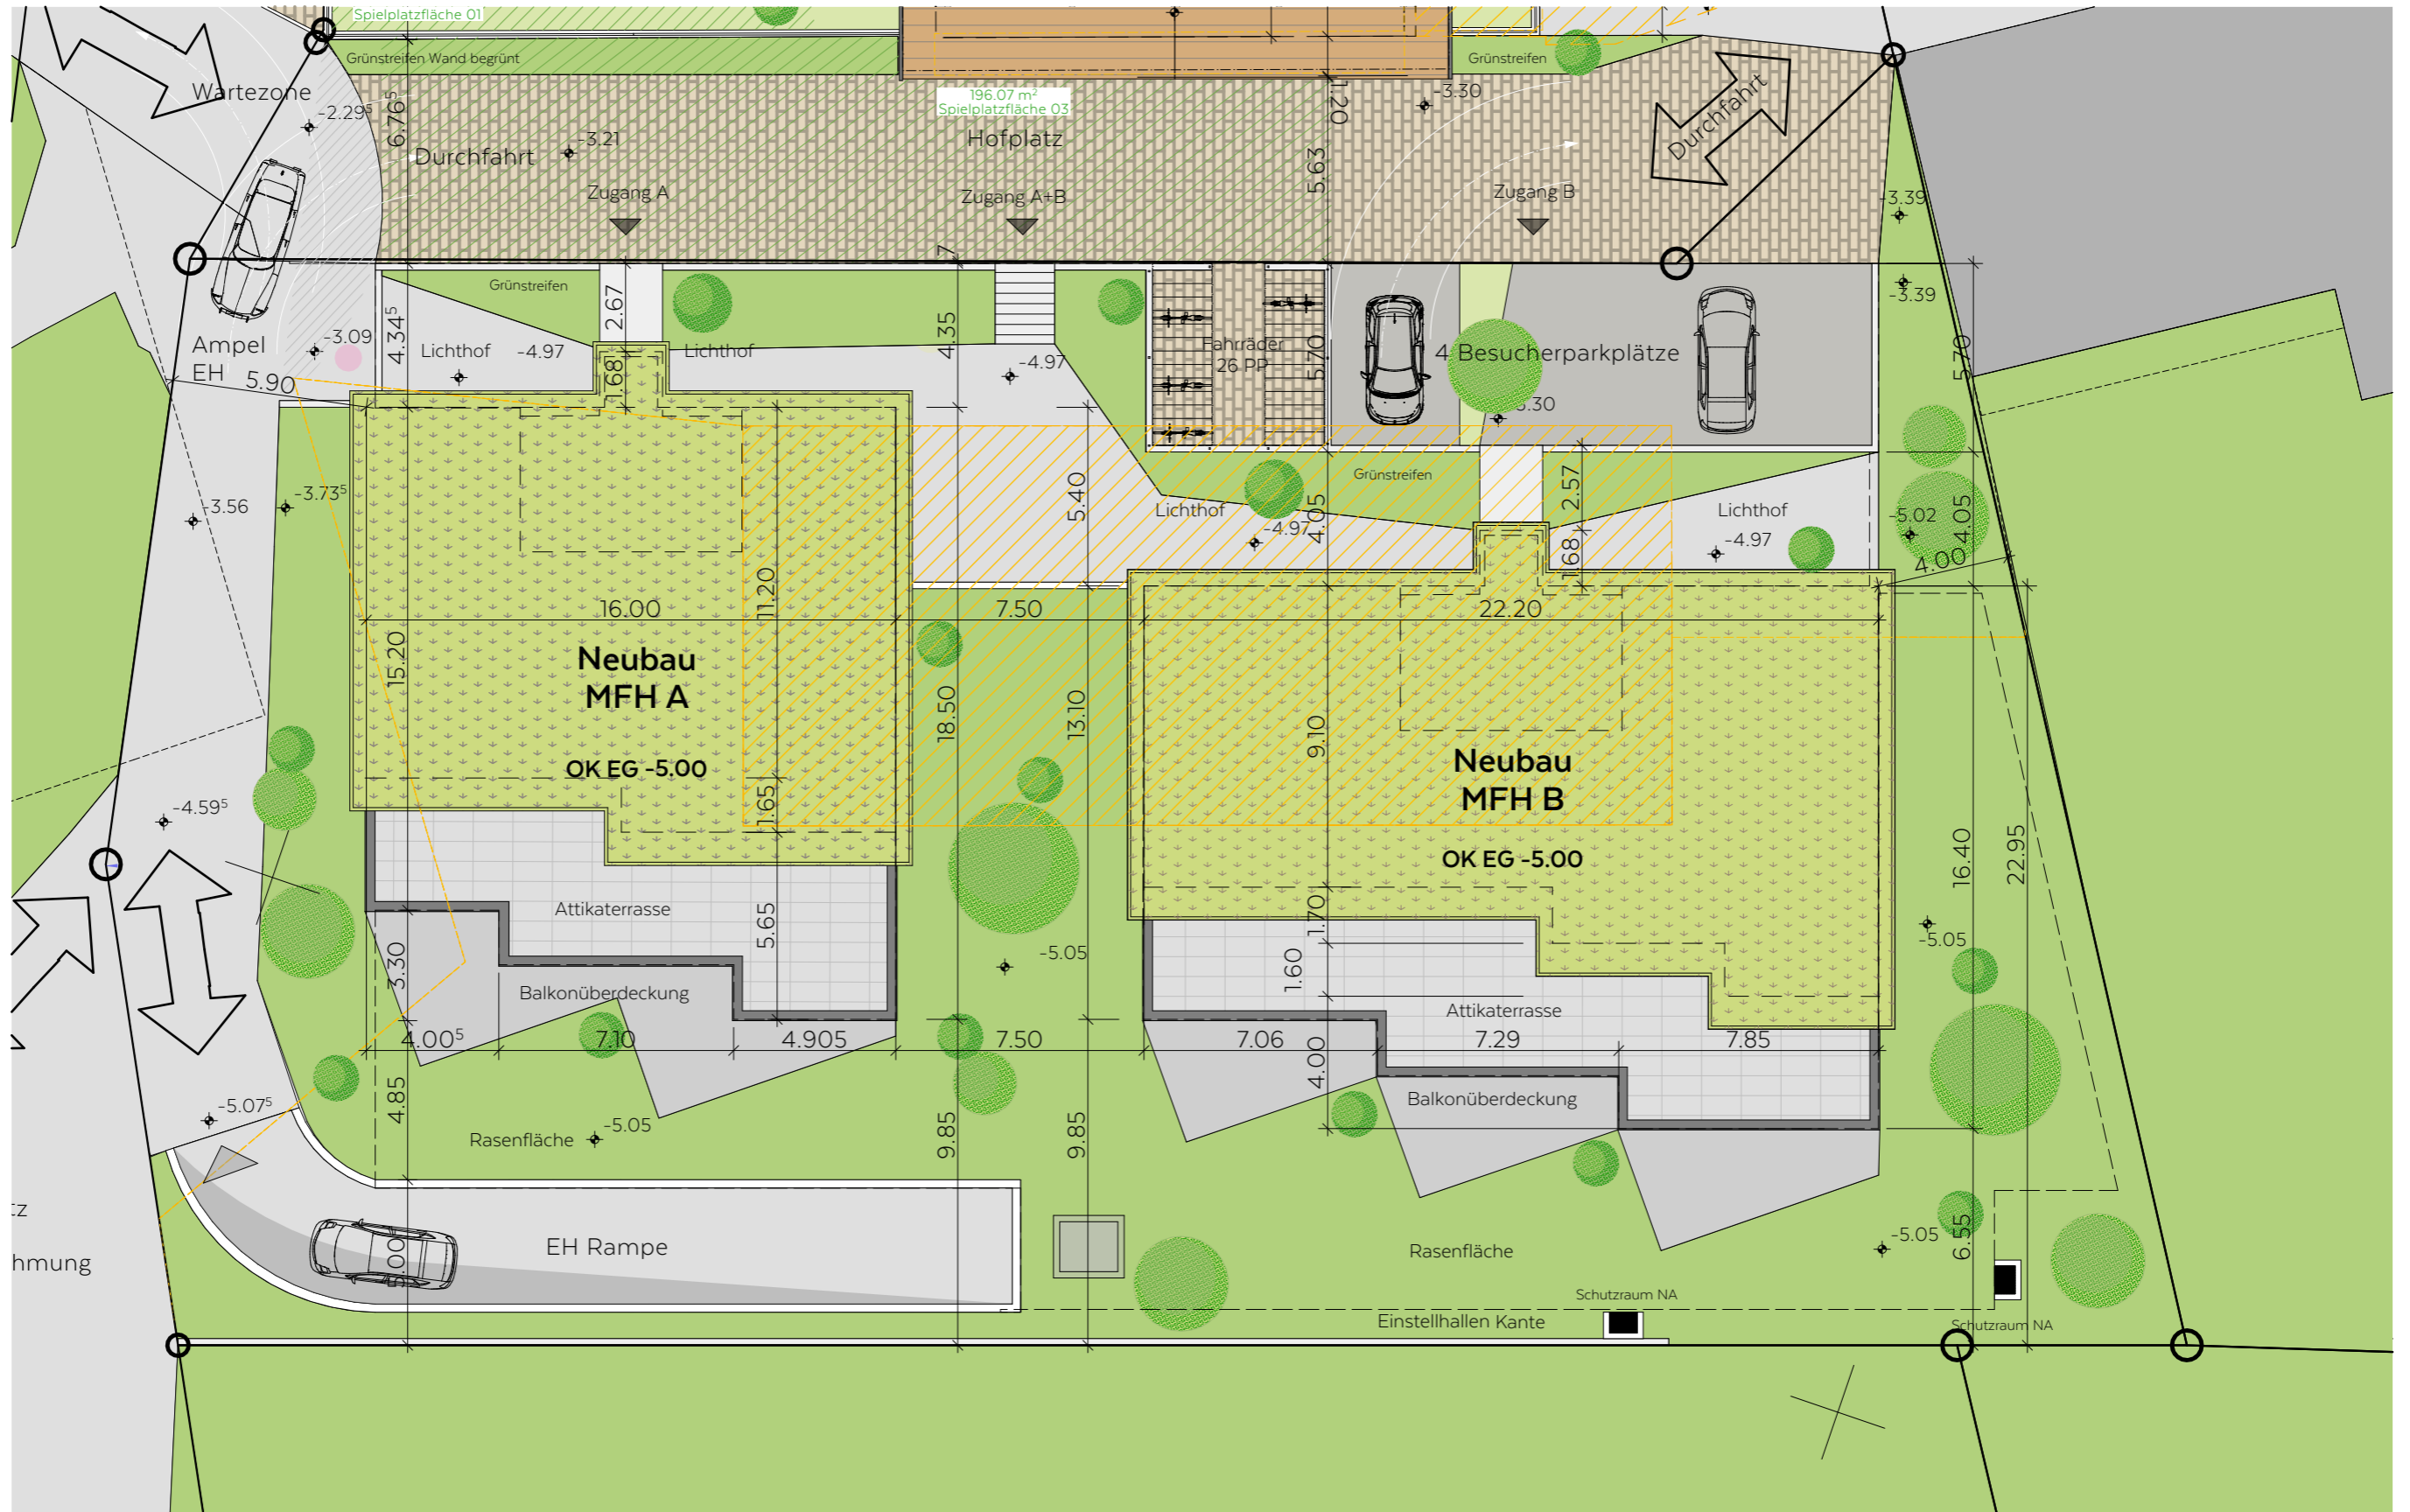 Spielplatzfläche 01
Grünstreifen Wand begrünt
Grünstreifen
Wartezone
-2.29⁵
6.76⁵
Durchfahrt
-3.21
196.07 m²
Spielplatzfläche 03
Hofplatz
1.20
-3.30
Durchfahrt
5.63
Zugang A
Zugang A+B
Zugang B
-3.39
7
Grünstreifen
2.67
-3.39
Ampel
EH
-3.09
5.90
4.34⁵
Lichthof
-4.97
Lichthof
1.68
4.35
-4.97
Fahrräder
26 PP
5.70
4 Besucherparkplätze
-3.30
5.70
-3.56
-3.73⁵
5.40
Grünstreifen
2.57
Lichthof
-4.97
4.05
Lichthof
-4.97
1.68
-5.02
4.05
4.00
16.00
11.20
7.50
22.20
15.20
Neubau
MFH A
OK EG -5.00
18.50
13.10
9.10
Neubau
MFH B
OK EG -5.00
1.65
-4.59⁵
16.40
22.95
Attikaterrasse
5.65
3.30
Balkonüberdeckung
-5.05
1.70
1.60
Attikaterrasse
-5.05
4.00⁵
7.10
4.905
7.50
7.06
7.29
7.85
4.00
4.85
-5.07⁵
Rasenfläche
-5.05
9.85
9.85
Balkonüberdeckung
tz
hmung
5.00
EH Rampe
Rasenfläche
-5.05
6.55
Schutzraum NA
Einstellhallen Kante
Schutzraum NA